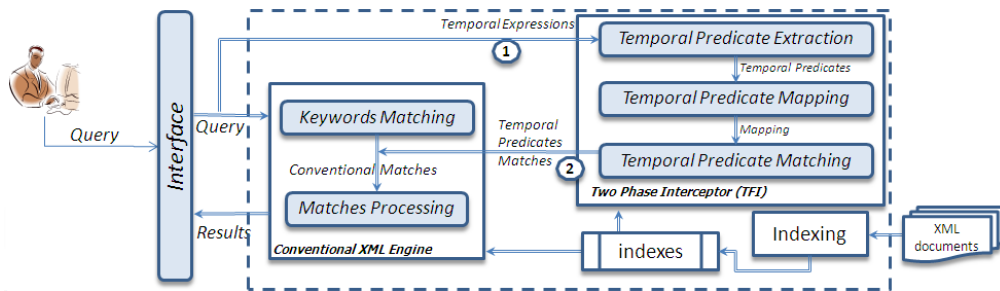 Temporal Expressions
1
Temporal Predicate Extraction
Temporal Predicates
Temporal Predicate Mapping
Mapping
Temporal Predicate Matching
Two Phase Interceptor (TFI)
Query
Interface
Query
Keywords Matching
Conventional Matches
Matches Processing
Conventional XML Engine
Temporal
Predicates
Matches
2
Results
indexes
Indexing
XML
documents